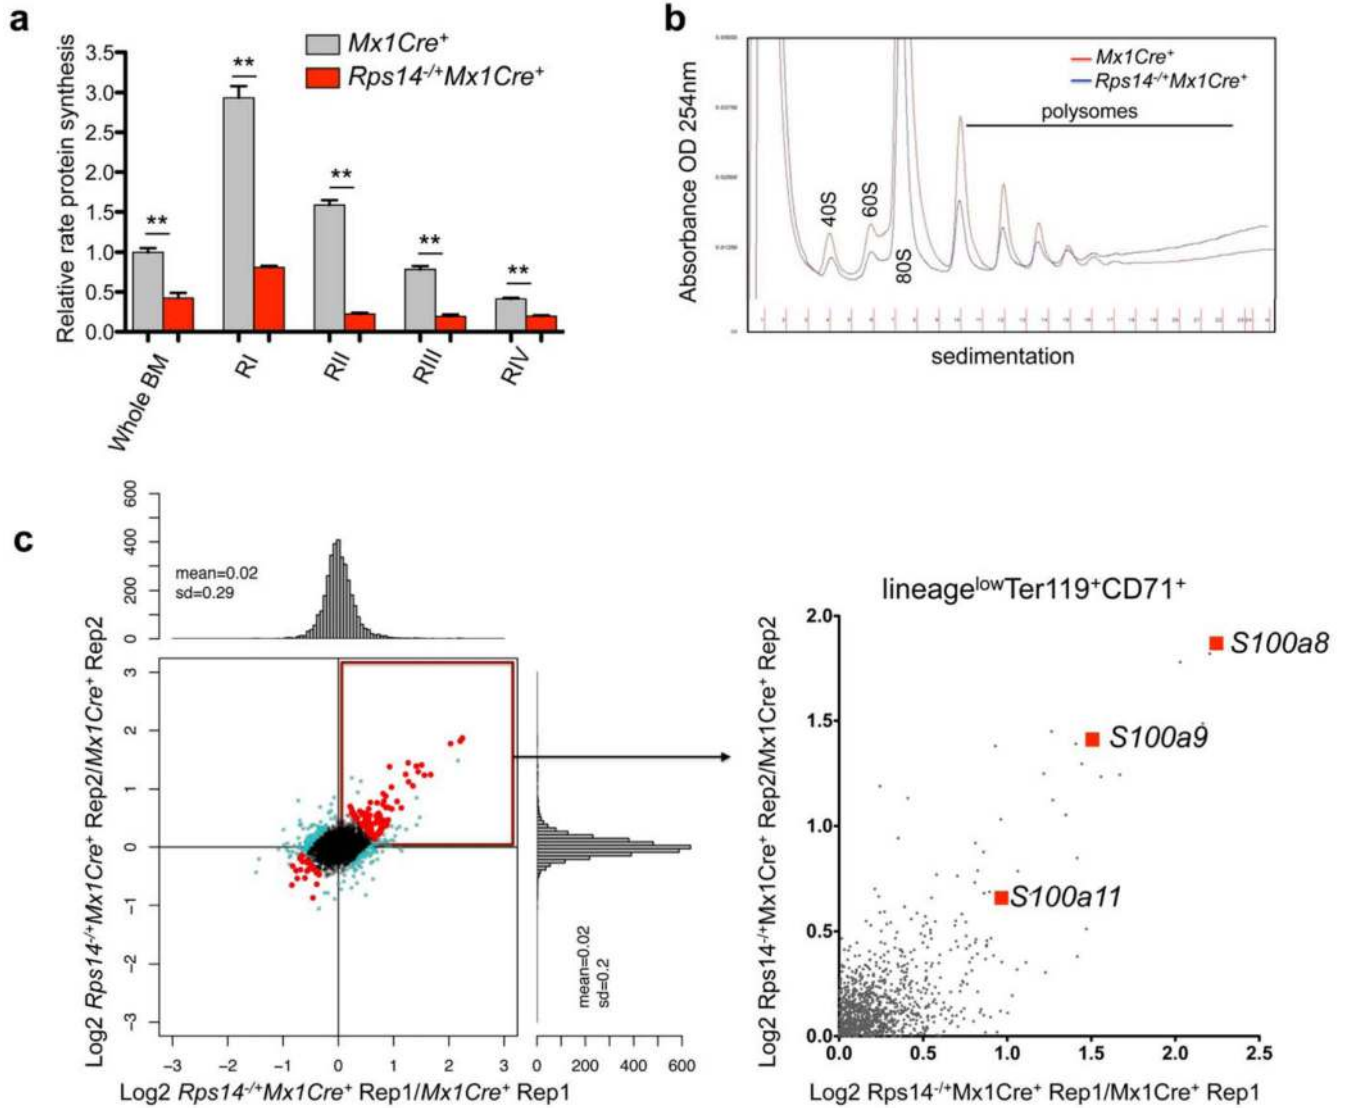 a
Relative rate protein synthesis
3.5
3.0
2.5
2.0
1.5
1.0
0.5
0.0
Mx1Cre+
Rps14-/+Mx1Cre+
**
**
**
**
**
Whole BM
RI
RII
RIII
RIV
b
Absorbance OD 254nm
Mx1Cre+
Rps14-/+Mx1Cre+
polysomes
40S
60S
80S
sedimentation
c
600
400
200
0
mean=0.02
sd=0.29
Log2 Rps14-/+Mx1Cre+ Rep2/Mx1Cre+ Rep2
3
2
1
0
−1
−2
−3
−3 −2 −1 0 1 2 3
Log2 Rps14-/+Mx1Cre+ Rep1/Mx1Cre+ Rep1
mean=0.02
sd=0.2
0 200 400 600
lineagelowTer119+CD71+
Log2 Rps14-/+Mx1Cre+ Rep2/Mx1Cre+ Rep2
2.0
1.5
1.0
0.5
0.0
S100a8
S100a9
S100a11
0.0 0.5 1.0 1.5 2.0 2.5
Log2 Rps14-/+Mx1Cre+ Rep1/Mx1Cre+ Rep1